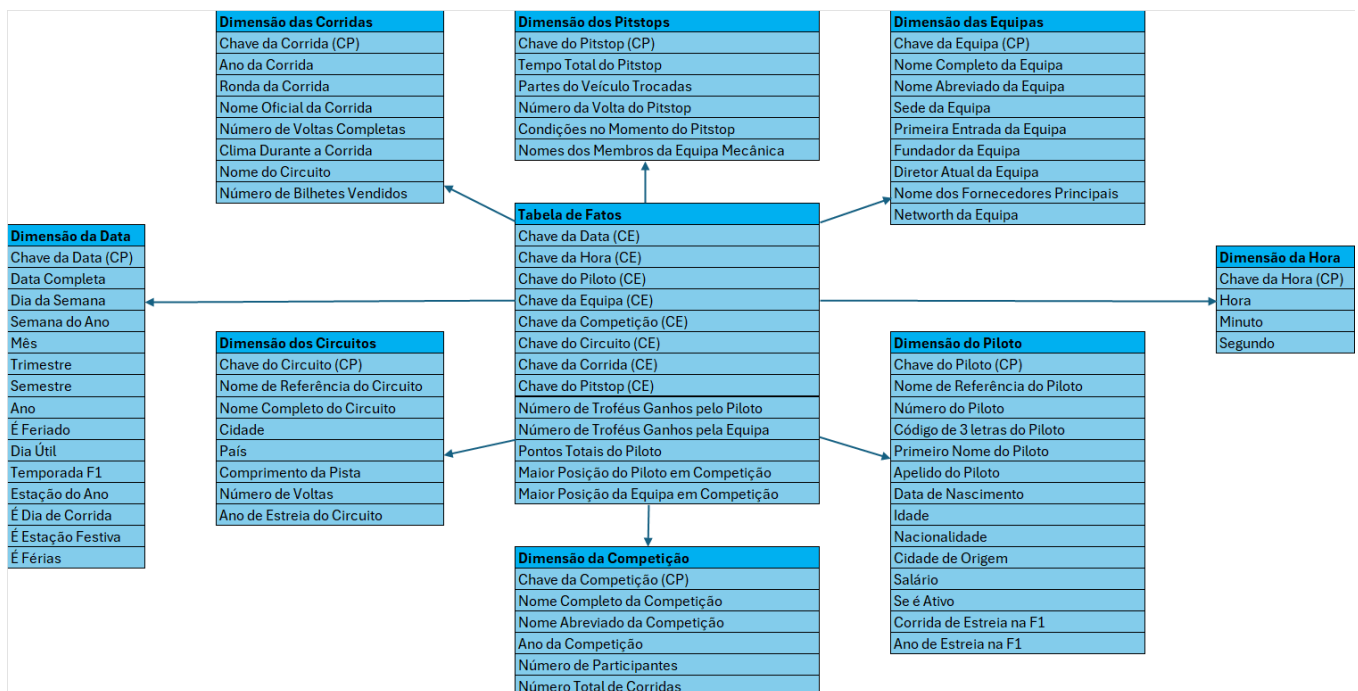 Dimensão das Corridas
Chave da Corrida (CP)
Ano da Corrida
Ronda da Corrida
Nome Oficial da Corrida
Número de Voltas Completas
Clima Durante a Corrida
Nome do Circuito
Número de Bilhetes Vendidos
Dimensão dos Pitstops
Chave do Pitstop (CP)
Tempo Total do Pitstop
Partes do Veículo Trocadas
Número da Volta do Pitstop
Condições no Momento do Pitstop
Nomes dos Membros da Equipa Mecânica
Dimensão das Equipas
Chave da Equipa (CP)
Nome Completo da Equipa
Nome Abreviado da Equipa
Sede da Equipa
Primeira Entrada da Equipa
Fundador da Equipa
Diretor Atual da Equipa
Nome dos Fornecedores Principais
Networth da Equipa
Dimensão da Data
Chave da Data (CP)
Data Completa
Dia da Semana
Semana do Ano
Mês
Trimestre
Semestre
Ano
É Feriado
Dia Útil
Temporada F1
Estação do Ano
É Dia de Corrida
É Estação Festiva
É Férias
Tabela de Fatos
Chave da Data (CE)
Chave da Hora (CE)
Chave do Piloto (CE)
Chave da Equipa (CE)
Chave da Competição (CE)
Chave do Circuito (CE)
Chave da Corrida (CE)
Chave do Pitstop (CE)
Número de Troféus Ganhos pelo Piloto
Número de Troféus Ganhos pela Equipa
Pontos Totais do Piloto
Maior Posição do Piloto em Competição
Maior Posição da Equipa em Competição
Dimensão da Hora
Chave da Hora (CP)
Hora
Minuto
Segundo
Dimensão dos Circuitos
Chave do Circuito (CP)
Nome de Referência do Circuito
Nome Completo do Circuito
Cidade
País
Comprimento da Pista
Número de Voltas
Ano de Estreia do Circuito
Dimensão do Piloto
Chave do Piloto (CP)
Nome de Referência do Piloto
Número do Piloto
Código de 3 letras do Piloto
Primeiro Nome do Piloto
Apelido do Piloto
Data de Nascimento
Idade
Nacionalidade
Cidade de Origem
Salário
Se é Ativo
Corrida de Estreia na F1
Ano de Estreia na F1
Dimensão da Competição
Chave da Competição (CP)
Nome Completo da Competição
Nome Abreviado da Competição
Ano da Competição
Número de Participantes
Número Total de Corridas